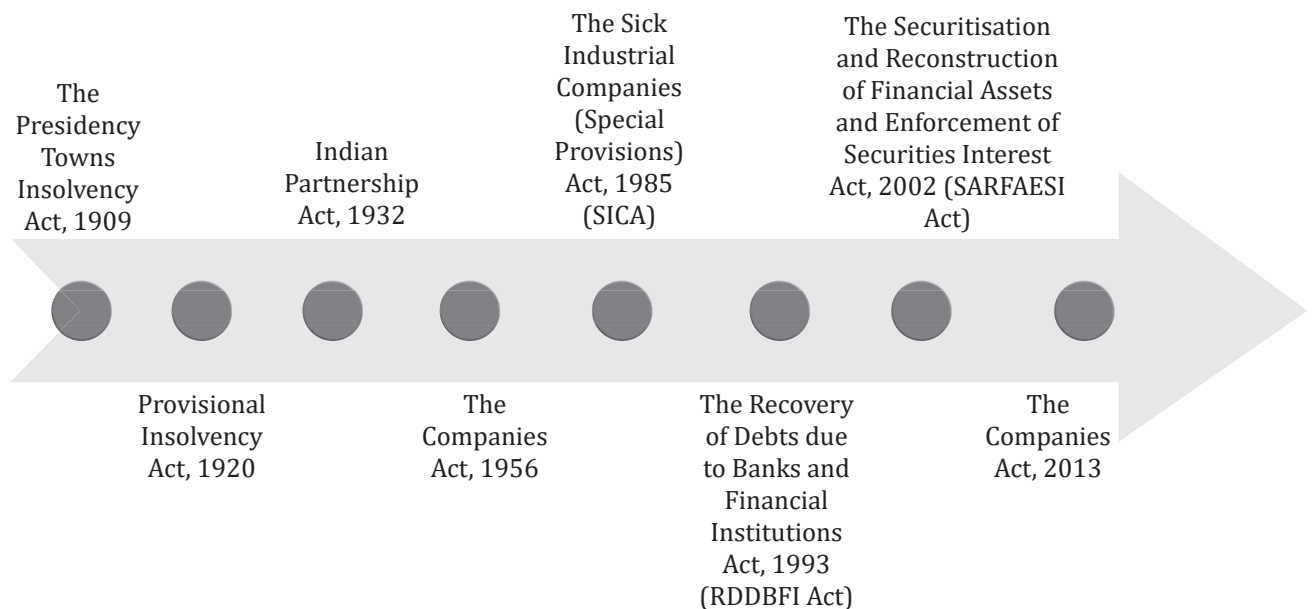 The
Presidency
Towns
Insolvency
Act, 1909
Provisional
Insolvency
Act, 1920
Indian
Partnership
Act, 1932
The
Companies
Act, 1956
The Sick
Industrial
Companies
(Special
Provisions)
Act, 1985
(SICA)
The Recovery
of Debts due
to Banks and
Financial
Institutions
Act, 1993
(RDDBFI Act)
The Securitisation
and Reconstruction
of Financial Assets
and Enforcement of
Securities Interest
Act, 2002 (SARFAESI
Act)
The
Companies
Act, 2013